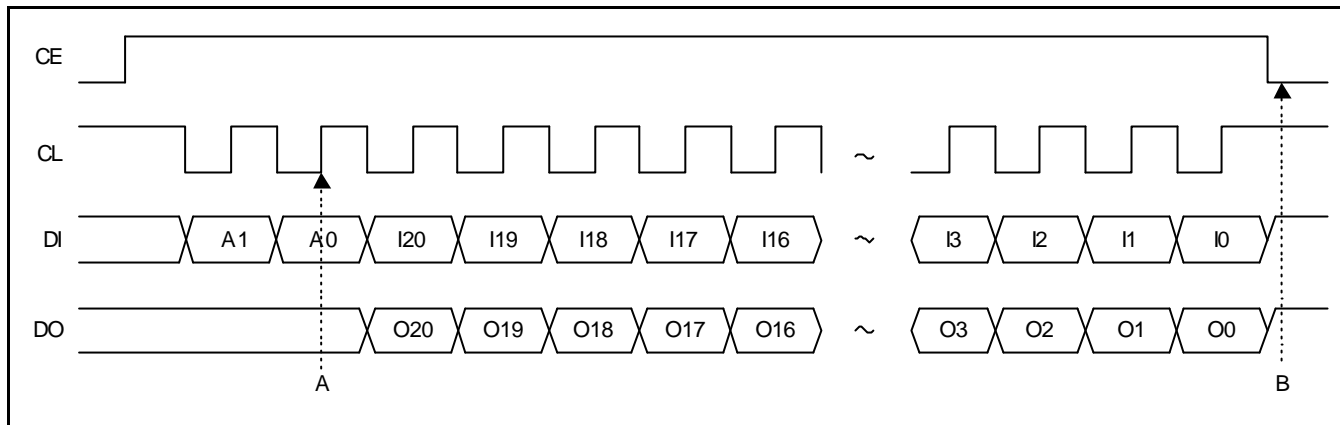 CE
CL
~
DI A1 A0 I20 I19 I18 I17 I16 ~ I3 I2 I1 I0
DO O20 O19 O18 O17 O16 ~ O3 O2 O1 O0
A B